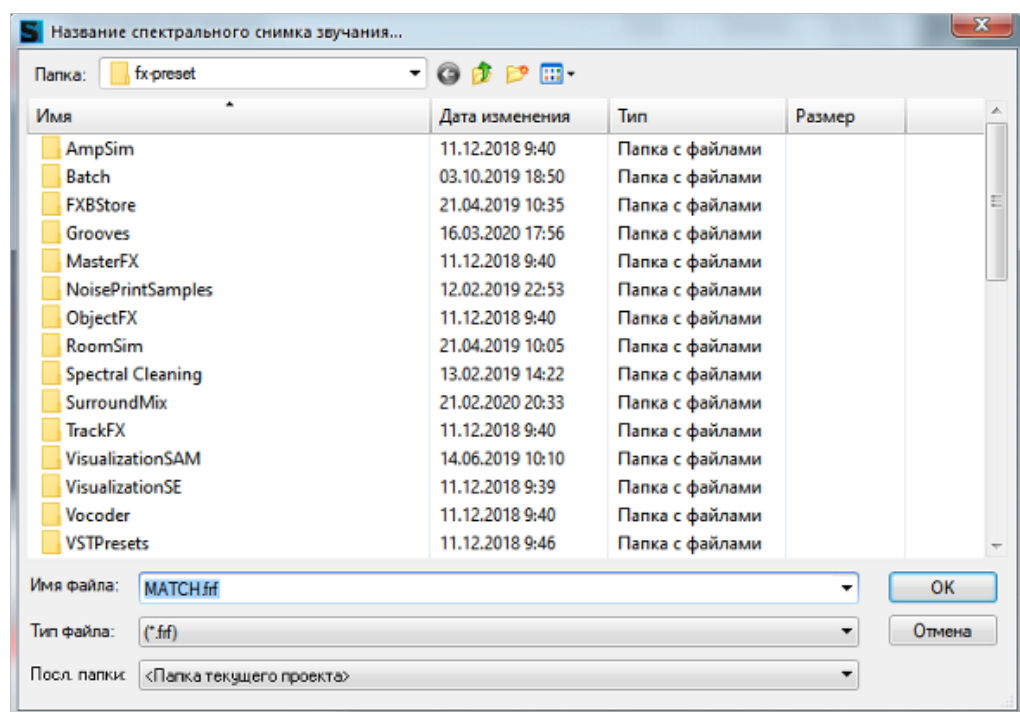 Название спектрального снимка звучания...
Папка: fx-preset
Имя Дата изменения Тип Размер
AmpSim 11.12.2018 9:40 Папка с файлами
Batch 03.10.2019 18:50 Папка с файлами
FXBStore 21.04.2019 10:35 Папка с файлами
Grooves 16.03.2020 17:56 Папка с файлами
MasterFX 11.12.2018 9:40 Папка с файлами
NoisePrintSamples 12.02.2019 22:53 Папка с файлами
ObjectFX 11.12.2018 9:40 Папка с файлами
RoomSim 21.04.2019 10:05 Папка с файлами
Spectral Cleaning 13.02.2019 14:22 Папка с файлами
SurroundMix 21.02.2020 20:33 Папка с файлами
TrackFX 11.12.2018 9:40 Папка с файлами
VisualizationSAM 14.06.2019 10:10 Папка с файлами
VisualizationSE 11.12.2018 9:39 Папка с файлами
Vocoder 11.12.2018 9:40 Папка с файлами
VSTPresets 11.12.2018 9:46 Папка с файлами
Имя файла: MATCH.frf OK
Тип файла: (*.frf) Отмена
Посл. папки: <Папка текущего проекта>